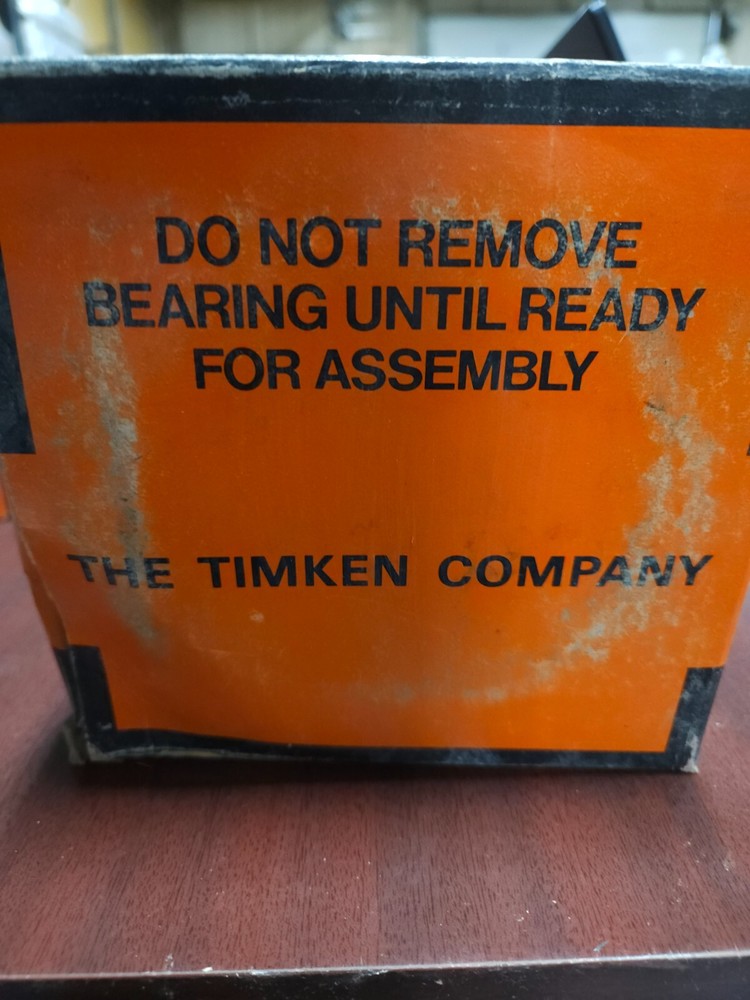 DO NOT REMOVE
BEARING UNTIL READY
FOR ASSEMBLY
THE TIMKEN COMPANY